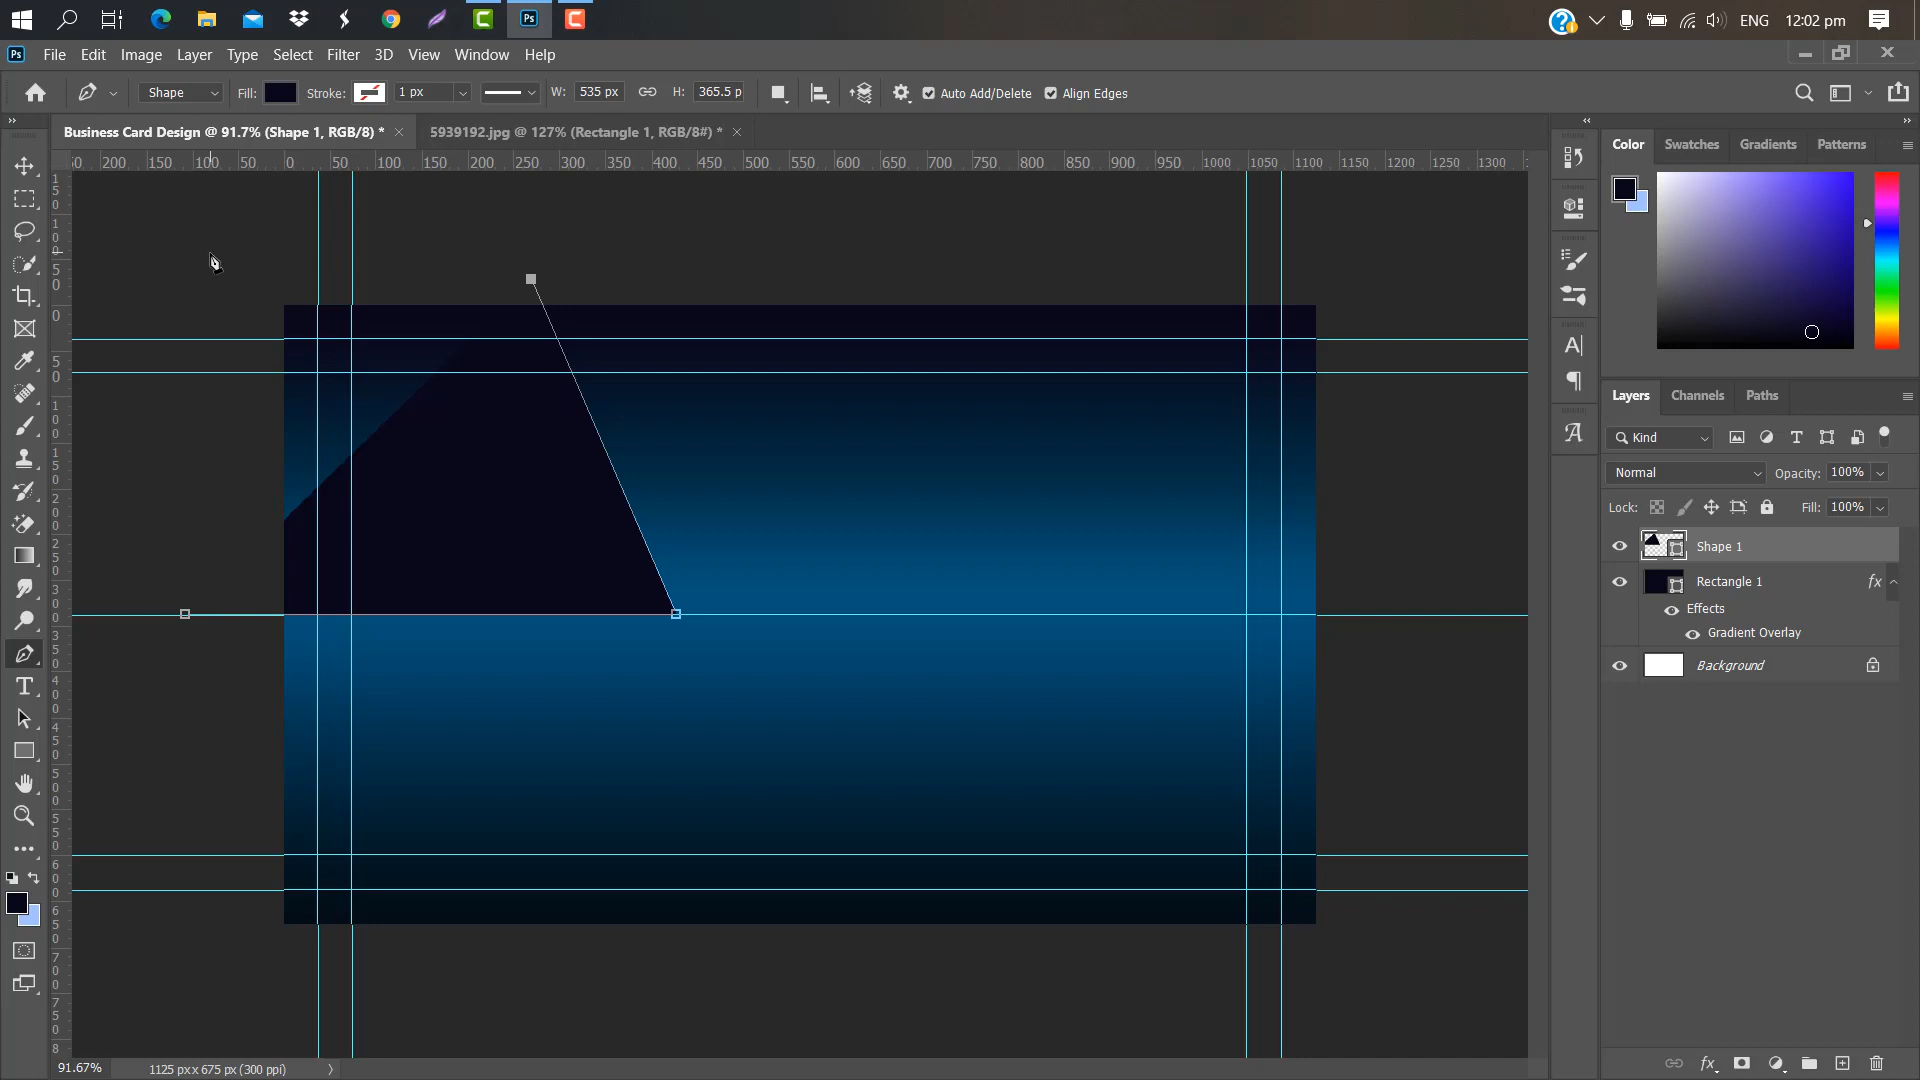 ENG 12:02 pm
File Edit Image Layer Type Select Filter 3D View Window Help
Shape Fill: Stroke: 1 px W: 535 px H: 365.5 p Auto Add/Delete Align Edges
Business Card Design @ 91.7% (Shape 1, RGB/8) * 5939192.jpg @ 127% (Rectangle 1, RGB/8#) *
200 150 100 50 0 50 100 150 200 250 300 350 400 450 500 550 600 650 700 750 800 850 900 950 1000 1050 1100 1150 1200 1250 1300
Color Swatches Gradients Patterns
Layers Channels Paths
Kind
Normal Opacity: 100%
Lock: Fill: 100%
Shape 1
Rectangle 1 fx
Effects
Gradient Overlay
Background
91.67% 1125 px x 675 px (300 ppi)